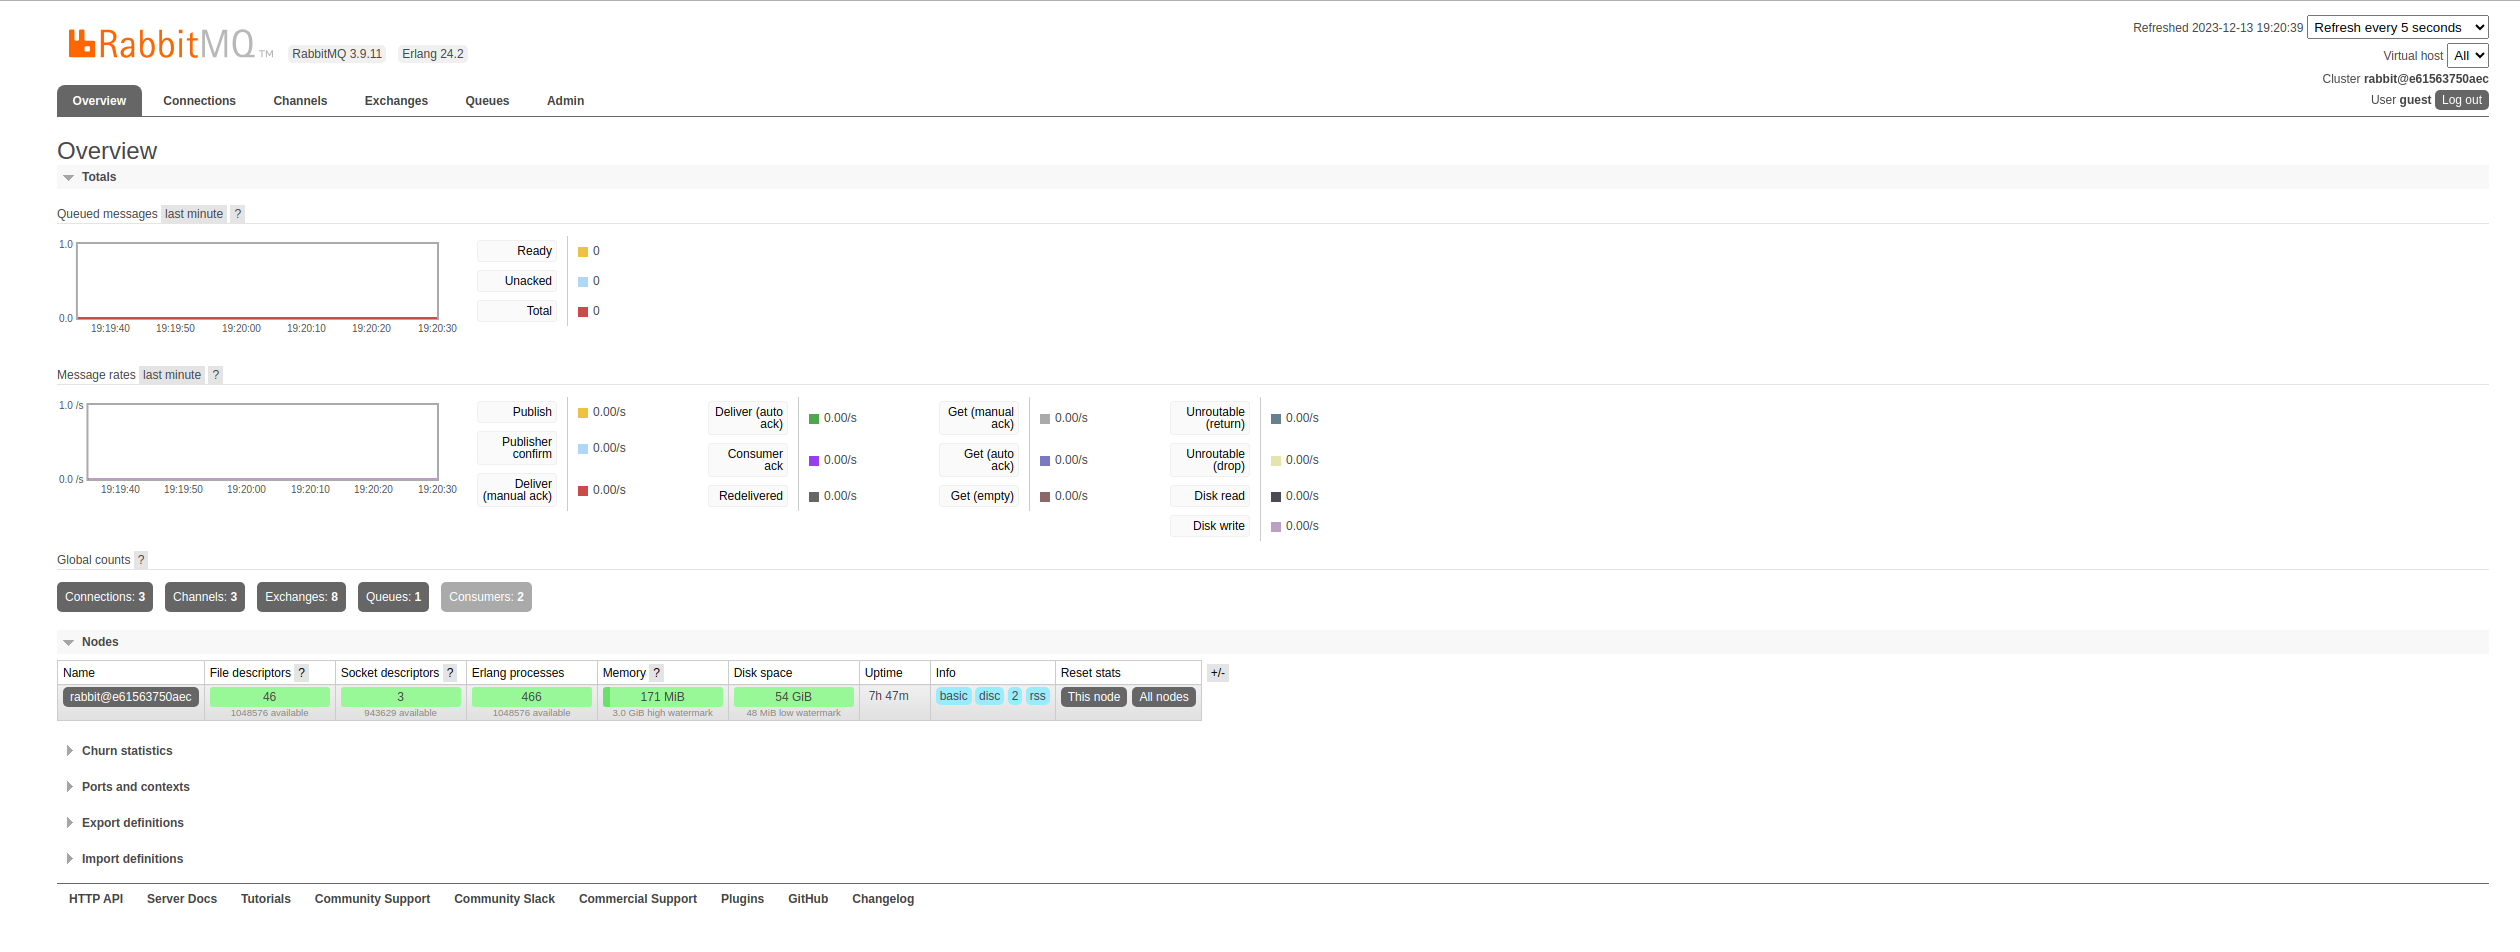 RabbitMQ TM RabbitMQ 3.9.11 Erlang 24.2
Refreshed 2023-12-13 19:20:39 Refresh every 5 seconds
Virtual host All
Cluster rabbit@e61563750aec
User guest Log out
Overview Connections Channels Exchanges Queues Admin
Overview
Totals
Queued messages last minute ?
1.0
0.0
19:19:40 19:19:50 19:20:00 19:20:10 19:20:20 19:20:30
Ready 0
Unacked 0
Total 0
Message rates last minute ?
1.0 /s
0.0 /s
19:19:40 19:19:50 19:20:00 19:20:10 19:20:20 19:20:30
Publish 0.00/s
Publisher
confirm 0.00/s
Deliver
(manual ack) 0.00/s
Deliver (auto
ack) 0.00/s
Consumer
ack 0.00/s
Redelivered 0.00/s
Get (manual
ack) 0.00/s
Get (auto
ack) 0.00/s
Get (empty) 0.00/s
Unroutable
(return) 0.00/s
Unroutable
(drop) 0.00/s
Disk read 0.00/s
Disk write 0.00/s
Global counts ?
Connections: 3 Channels: 3 Exchanges: 8 Queues: 1 Consumers: 2
Nodes
Name File descriptors ? Socket descriptors ? Erlang processes Memory ? Disk space Uptime Info Reset stats +/-
rabbit@e61563750aec 46 3 466 171 MiB 54 GiB 7h 47m basic disc 2 rss This node All nodes
1048576 available 943629 available 1048576 available 3.0 GiB high watermark 48 MiB low watermark
Churn statistics
Ports and contexts
Export definitions
Import definitions
HTTP API Server Docs Tutorials Community Support Community Slack Commercial Support Plugins GitHub Changelog